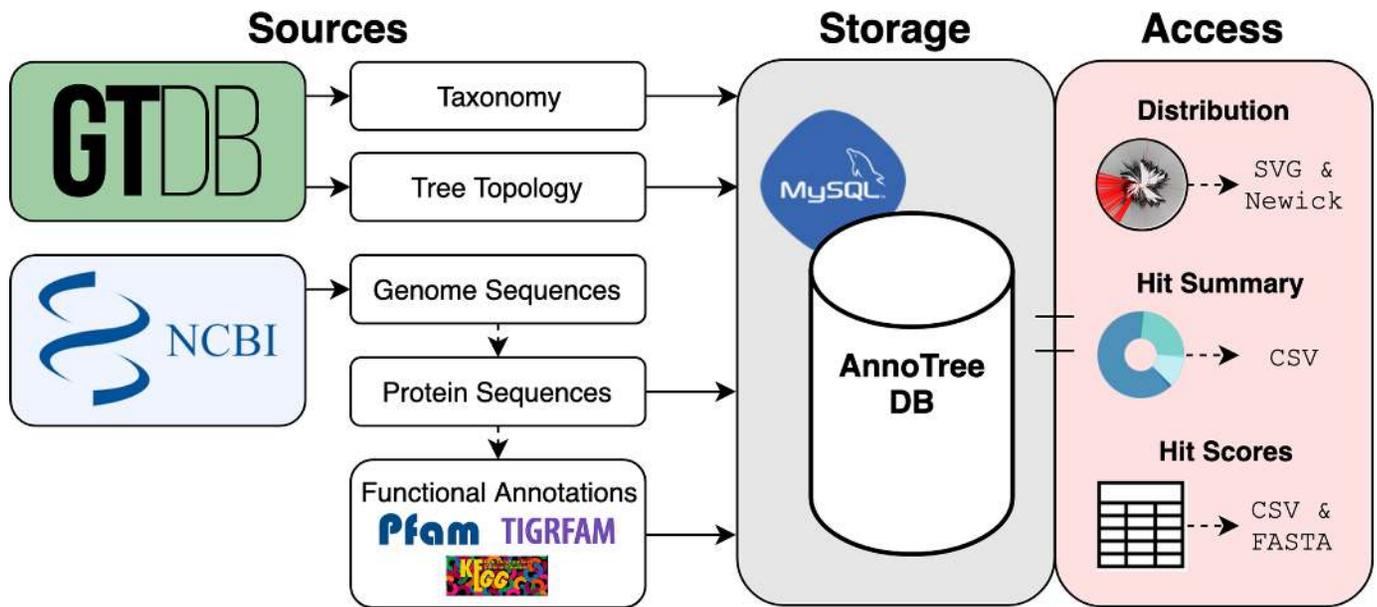 Sources
Storage
Access
GTDB
Taxonomy
Tree Topology
NCBI
Genome Sequences
Protein Sequences
Functional Annotations
Pfam TIGRFAM
KEGG
MySQL
AnnoTree
DB
Distribution
SVG &
Newick
Hit Summary
CSV
Hit Scores
CSV &
FASTA